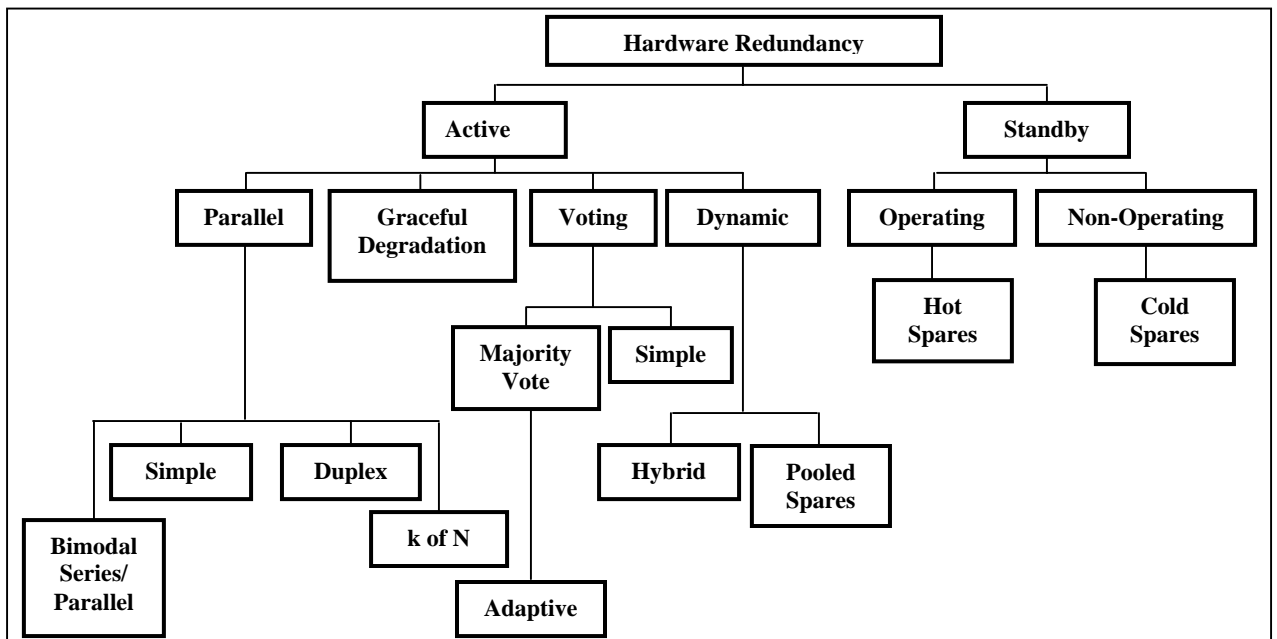 Hardware Redundancy
Active
Standby
Parallel
Graceful
Degradation
Voting
Dynamic
Operating
Non-Operating
Hot
Spares
Cold
Spares
Majority
Vote
Simple
Simple
Duplex
Hybrid
Pooled
Spares
k of N
Bimodal
Series/
Parallel
Adaptive